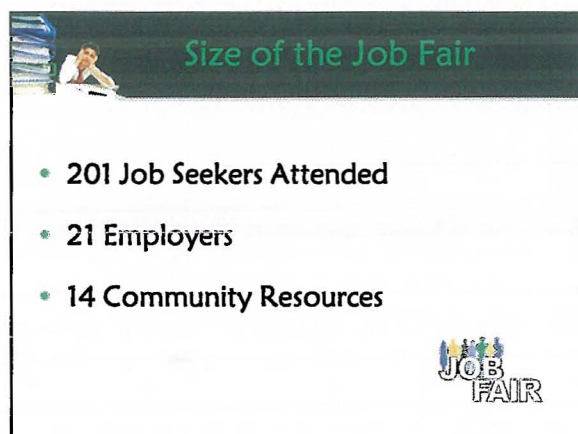 Size of the Job Fair
• 201 Job Seekers Attended
• 21 Employers
• 14 Community Resources
JOB
FAIR